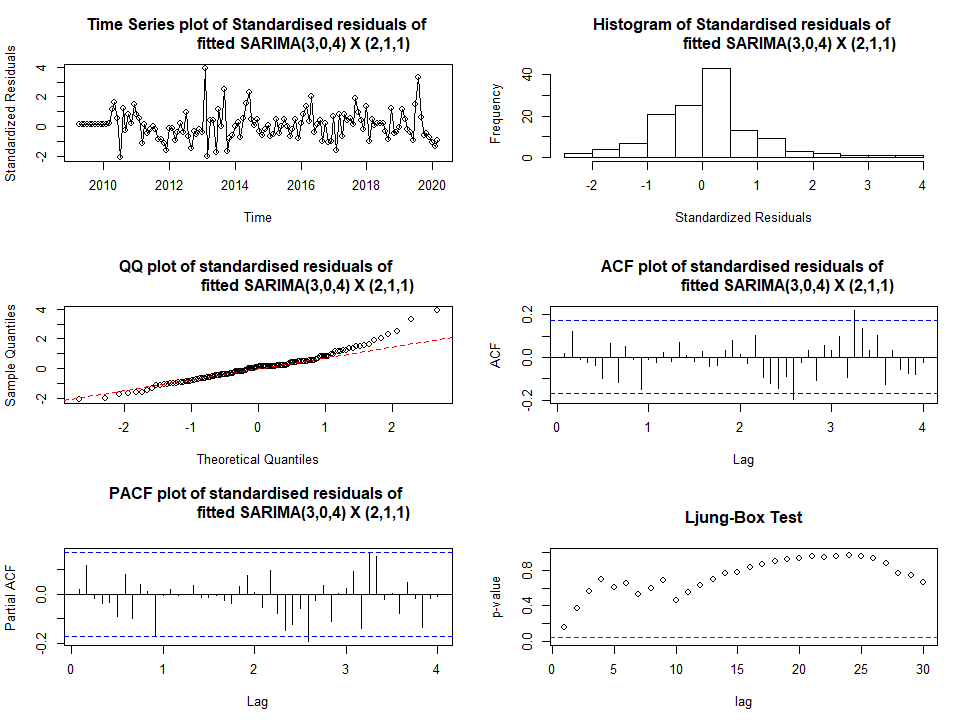 Time Series plot of Standardised residuals of
fitted SARIMA(3,0,4) X (2,1,1)
Standardized Residuals
-2 0 2 4
2010 2012 2014 2016 2018 2020
Time
Histogram of Standardised residuals of
fitted SARIMA(3,0,4) X (2,1,1)
Frequency
0 20 40
-2 -1 0 1 2 3 4
Standardized Residuals
QQ plot of standardised residuals of
fitted SARIMA(3,0,4) X (2,1,1)
Sample Quantiles
-2 0 2 4
-2 -1 0 1 2
Theoretical Quantiles
ACF plot of standardised residuals of
fitted SARIMA(3,0,4) X (2,1,1)
ACF
-0.2 0.0 0.2
0 1 2 3 4
Lag
PACF plot of standardised residuals of
fitted SARIMA(3,0,4) X (2,1,1)
Partial ACF
-0.2 0.0
0 1 2 3 4
Lag
Ljung-Box Test
p-value
0.0 0.4 0.8
0 5 10 15 20 25 30
lag